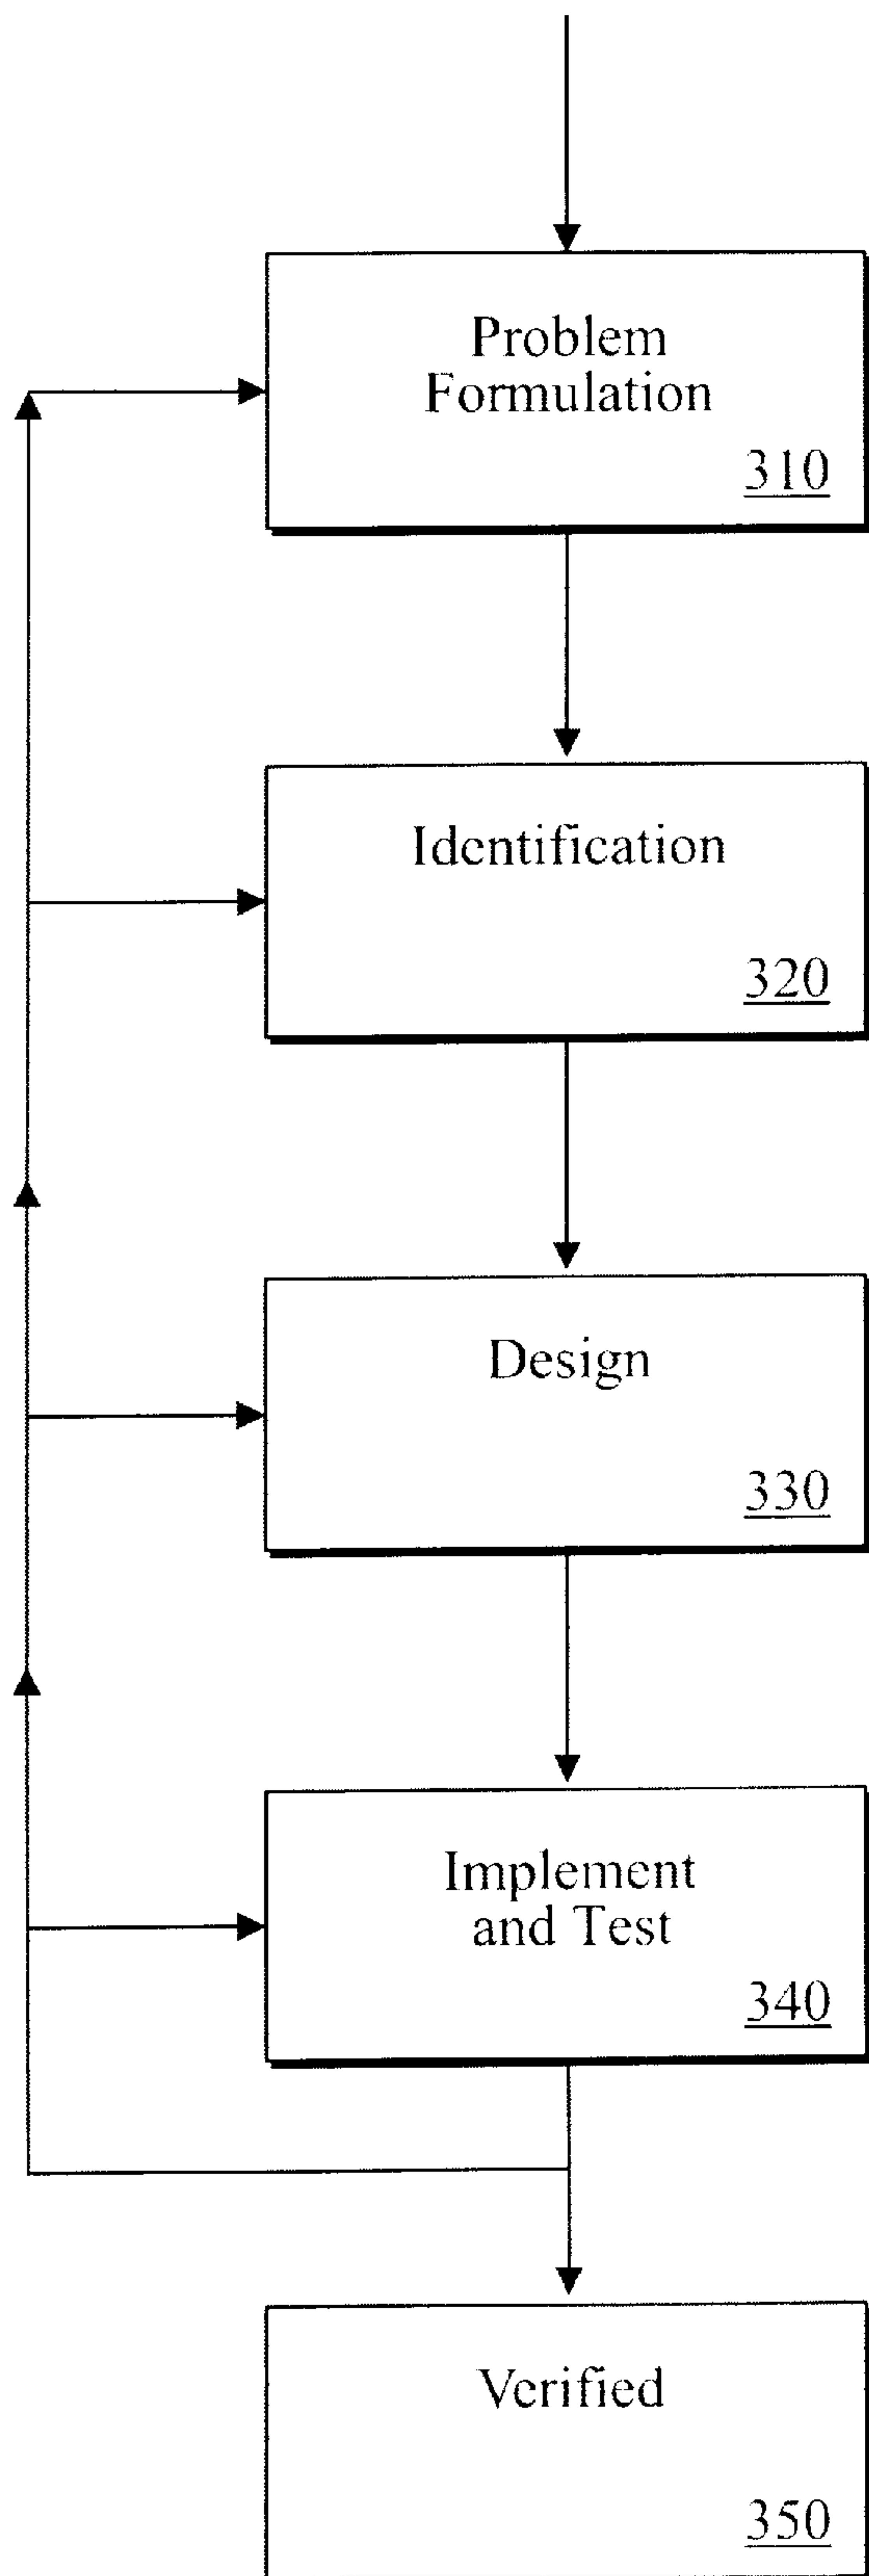 Problem
Formulation
310
Identification
320
Design
330
Implement
and Test
340
Verified
350